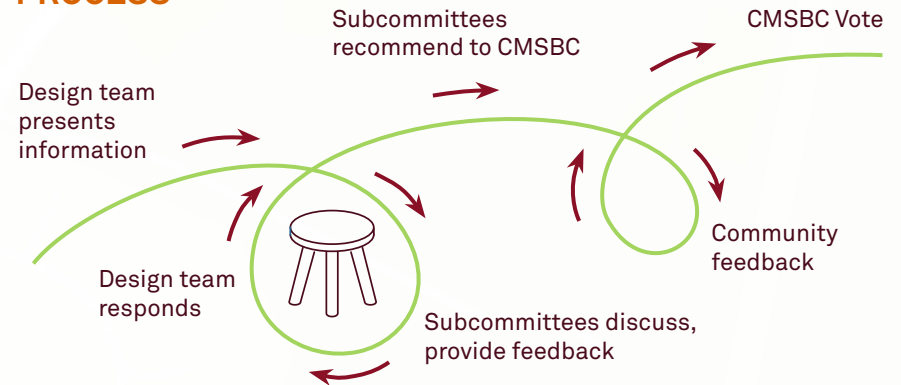 PROCESS
Subcommittees
recommend to CMSBC
CMSBC Vote
Design team
presents
information
Community
feedback
Design team
responds
Subcommittees discuss,
provide feedback